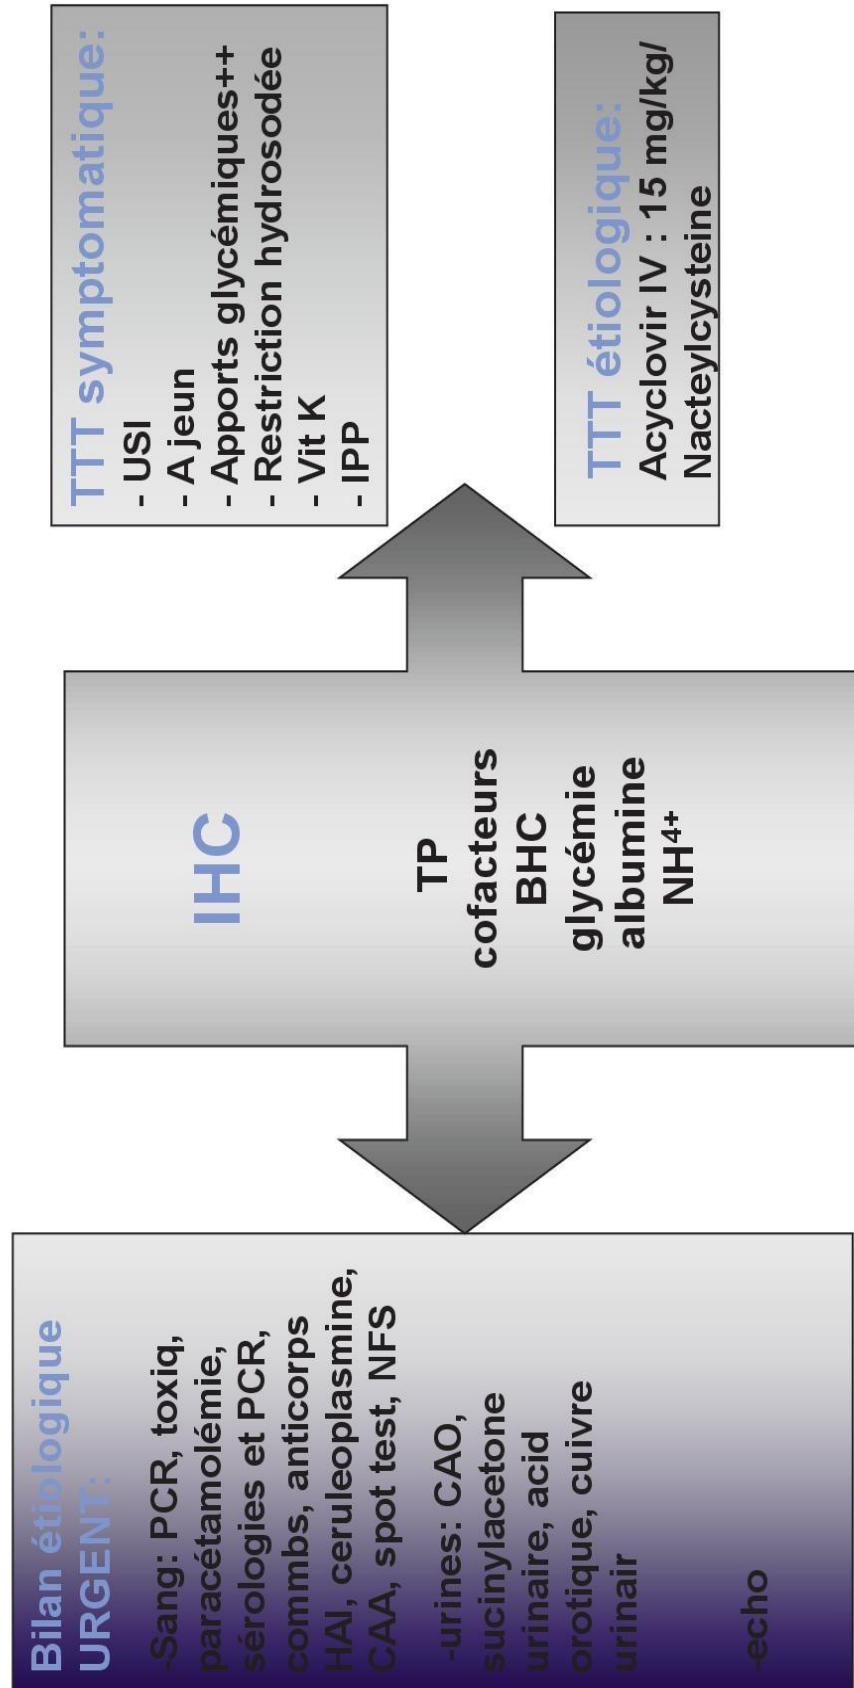 Bilan étiologique
URGENT:
-Sang: PCR, toxiq,
paracétamolémie,
sérologies et PCR,
commbs, anticorps
HAI, ceruleoplasmine,
CAA, spot test, NFS
-urines: CAO,
sucinylacetone
urinaire, acid
orotique, cuivre
urinair
-echo
IHC
TP
cofacteurs
BHC
glycémie
albumine
NH4+
TTT symptomatique:
- USI
- A jeun
- Apports glycémiques++
- Restriction hydrosodée
- Vit K
- IPP
TTT étiologique:
Acyclovir IV : 15 mg/kg/
Nacteylcysteine